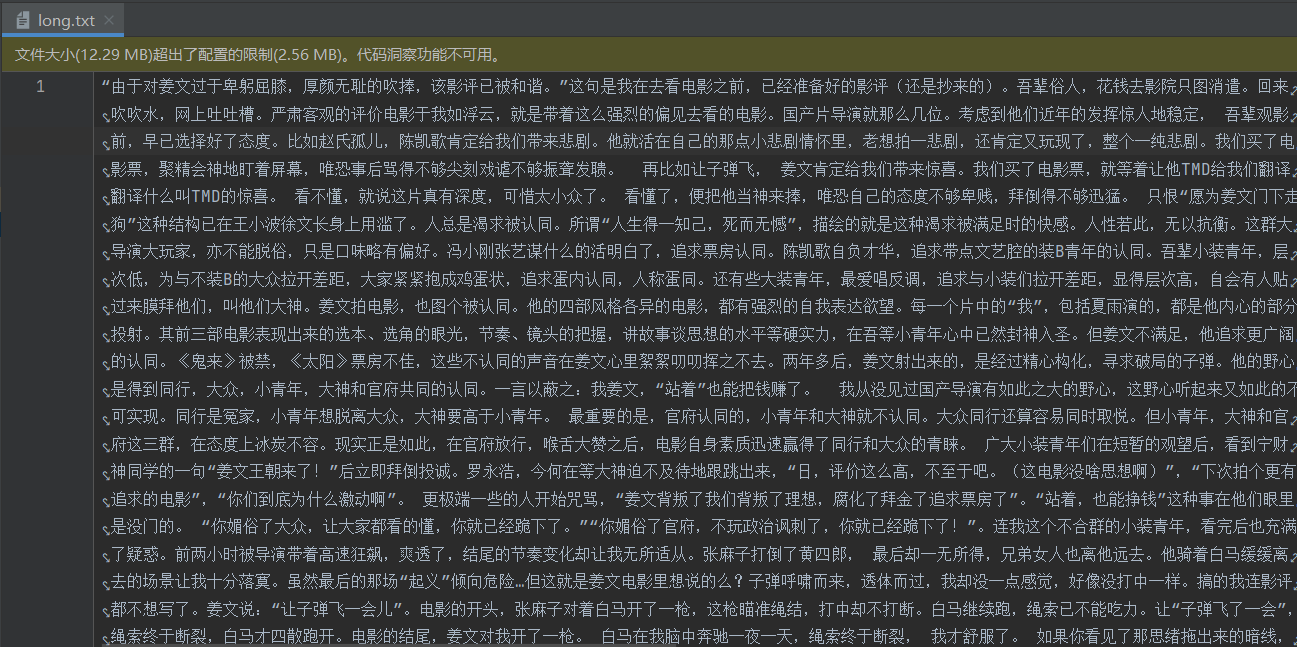 long.txt
文件大小(12.29 MB)超出了配置的限制(2.56 MB)。代码洞察功能不可用。
1
“由于对姜文过于卑躬屈膝，厚颜无耻的吹捧，该影评已被和谐。”这句是我在去看电影之前，已经准备好的影评（还是抄来的）。吾辈俗人，花钱去影院只图消遣。回来
吹吹水，网上吐吐槽。严肃客观的评价电影于我如浮云，就是带着这么强烈的偏见去看的电影。国产片导演就那么几位。考虑到他们近年的发挥惊人地稳定， 吾辈观影
前，早已选择好了态度。比如赵氏孤儿，陈凯歌肯定给我们带来悲剧。他就活在自己的那点小悲剧情怀里，老想拍一悲剧，还肯定又玩现了，整个一纯悲剧。我们买了电
影票，聚精会神地盯着屏幕，唯恐事后骂得不够尖刻戏谑不够振聋发聩。  再比如让子弹飞， 姜文肯定给我们带来惊喜。我们买了电影票，就等着让他TMD给我们翻译
翻译什么叫TMD的惊喜。 看不懂，就说这片真有深度，可惜太小众了。 看懂了，便把他当神来捧，唯恐自己的态度不够卑贱，拜倒得不够迅猛。 只恨“愿为姜文门下走
狗”这种结构已在王小波徐文长身上用滥了。人总是渴求被认同。所谓“人生得一知己，死而无憾”，描绘的就是这种渴求被满足时的快感。人性若此，无以抗衡。这群大
导演大玩家，亦不能脱俗，只是口味略有偏好。冯小刚张艺谋什么的活明白了，追求票房认同。陈凯歌自负才华，追求带点文艺腔的装B青年的认同。吾辈小装青年，层
次低，为与不装B的大众拉开差距，大家紧紧抱成鸡蛋状，追求蛋内认同，人称蛋同。还有些大装青年，最爱唱反调，追求与小装们拉开差距，显得层次高，自会有人贴
过来膜拜他们，叫他们大神。姜文拍电影，也图个被认同。他的四部风格各异的电影，都有强烈的自我表达欲望。每一个片中的“我”，包括夏雨演的，都是他内心的部分
投射。其前三部电影表现出来的选本、选角的眼光，节奏、镜头的把握，讲故事谈思想的水平等硬实力，在吾等小青年心中已然封神入圣。但姜文不满足，他追求更广阔
的认同。《鬼来》被禁，《太阳》票房不佳，这些不认同的声音在姜文心里絮絮叨叨挥之不去。两年多后，姜文射出来的，是经过精心构化，寻求破局的子弹。他的野心
是得到同行，大众，小青年，大神和官府共同的认同。一言以蔽之：我姜文，“站着”也能把钱赚了。  我从没见过国产导演有如此之大的野心，这野心听起来又如此的不
可实现。同行是冤家，小青年想脱离大众，大神要高于小青年。 最重要的是，官府认同的，小青年和大神就不认同。大众同行还算容易同时取悦。但小青年，大神和官
府这三群，在态度上冰炭不容。现实正是如此，在官府放行，喉舌大赞之后，电影自身素质迅速赢得了同行和大众的青睐。 广大小装青年们在短暂的观望后，看到宁财
神同学的一句“姜文王朝来了！”后立即拜倒投诚。罗永浩，今何在等大神迫不及待地跟跳出来，“日，评价这么高，不至于吧。（这电影没啥思想啊）”，“下次拍个更有
追求的电影”，“你们到底为什么激动啊”。 更极端一些的人开始咒骂，“姜文背叛了我们背叛了理想，腐化了拜金了追求票房了”。“站着，也能挣钱”这种事在他们眼里
是没门的。 “你媚俗了大众，让大家都看的懂，你就已经跪下了。”“你媚俗了官府，不玩政治讽刺了，你就已经跪下了！”。连我这个不合群的小装青年，看完后也充满
了疑惑。前两小时被导演带着高速狂飙，爽透了，结尾的节奏变化却让我无所适从。张麻子打倒了黄四郎， 最后却一无所得，兄弟女人也离他远去。他骑着白马缓缓离
去的场景让我十分落寞。虽然最后的那场“起义”倾向危险…但这就是姜文电影里想说的么？子弹呼啸而来，透体而过，我却没一点感觉，好像没打中一样。搞的我连影评
都不想写了。姜文说：“让子弹飞一会儿”。电影的开头，张麻子对着白马开了一枪，这枪瞄准绳结，打中却不打断。白马继续跑，绳索已不能吃力。让“子弹飞了一会”，
绳索终于断裂，白马才四散跑开。电影的结尾，姜文对我开了一枪。 白马在我脑中奔驰一夜一天，绳索终于断裂， 我才舒服了。 如果你看见了那思绪拖出来的暗线，